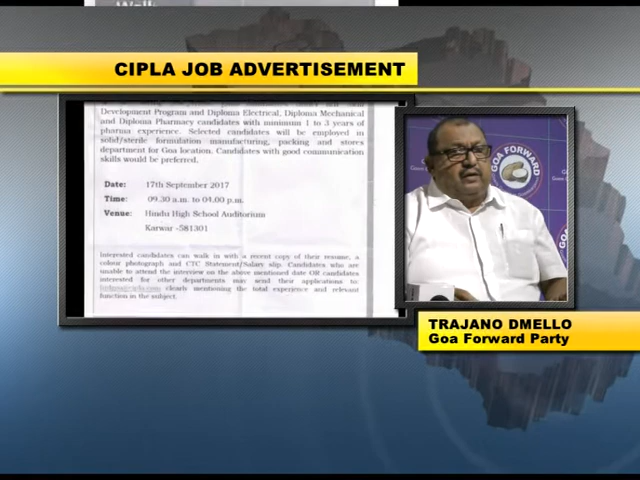 CIPLA JOB ADVERTISEMENT
Development Program and Diploma Electrical, Diploma Mechanical
and Diploma Pharmacy candidates with minimum 1 to 3 years of
pharma experience. Selected candidates will be employed in
solid/sterile formulation manufacturing, packing and stores
department for Goa location. Candidates with good communication
skills would be preferred.
Date: 17th September 2017
Time: 09.30 a.m. to 04.00 p.m.
Venue: Hindu High School Auditorium
Karwar -581301
Interested candidates can walk in with a recent copy of their resume, a
colour photograph and CTC Statement/Salary slip. Candidates who are
unable to attend the interview on the above mentioned date OR candidates
interested for other departments may send their applications to:
clearly mentioning the total experience and relevant
function in the subject.
GOA FORWARD
TRAJANO DMELLO
Goa Forward Party